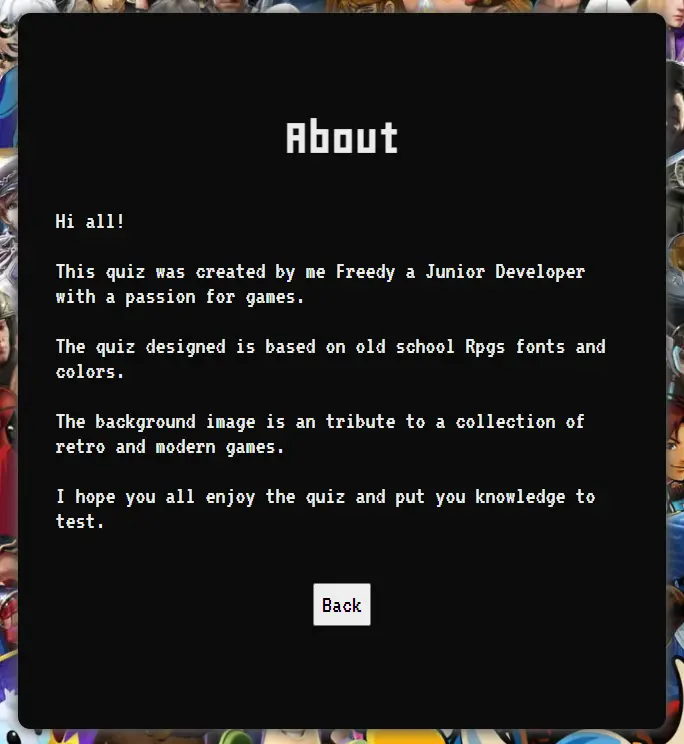 About
Hi all!
This quiz was created by me Freedy a Junior Developer
with a passion for games.
The quiz designed is based on old school Rpgs fonts and
colors.
The background image is an tribute to a collection of
retro and modern games.
I hope you all enjoy the quiz and put you knowledge to
test.
Back